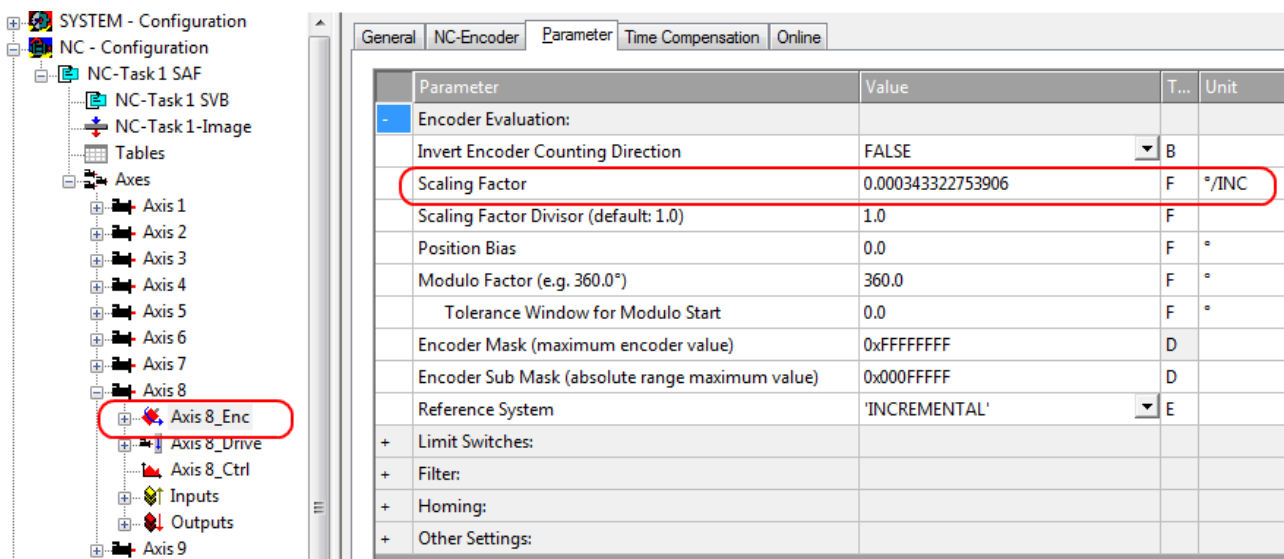 SYSTEM - Configuration
NC - Configuration
NC-Task 1 SAF
NC-Task 1 SVB
NC-Task 1-Image
Tables
Axes
Axis 1
Axis 2
Axis 3
Axis 4
Axis 5
Axis 6
Axis 7
Axis 8
Axis 8_Enc
Axis 8_Drive
Axis 8_Ctrl
Inputs
Outputs
Axis 9
General NC-Encoder Parameter Time Compensation Online
Parameter Value T... Unit
Encoder Evaluation:
Invert Encoder Counting Direction FALSE B
Scaling Factor 0.000343322753906 F °/INC
Scaling Factor Divisor (default: 1.0) 1.0 F
Position Bias 0.0 F °
Modulo Factor (e.g. 360.0°) 360.0 F °
Tolerance Window for Modulo Start 0.0 F °
Encoder Mask (maximum encoder value) 0xFFFFFFFF D
Encoder Sub Mask (absolute range maximum value) 0x000FFFFF D
Reference System 'INCREMENTAL' E
Limit Switches:
Filter:
Homing:
Other Settings: